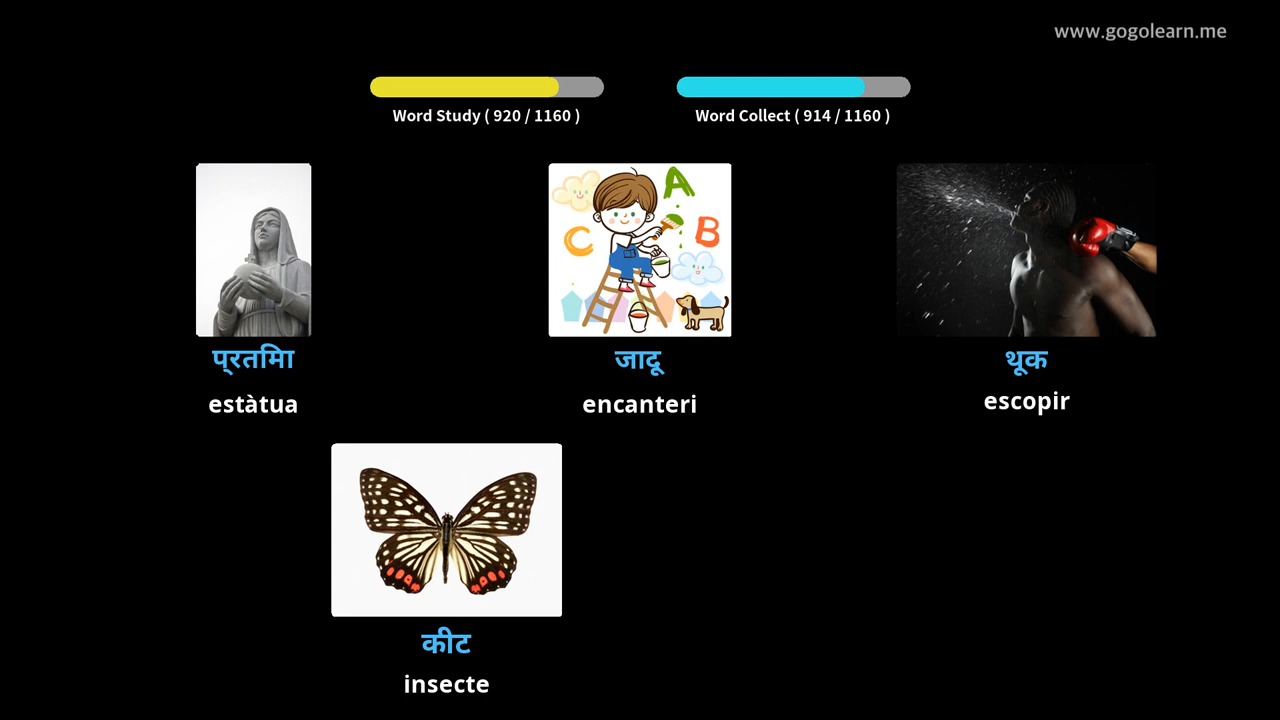 www.gogolearn.me
Word Study ( 920 / 1160 )
Word Collect ( 914 / 1160 )
A
B
C
प्रतिमा
estàtua
जादू
encanteri
थूक
escopir
कीट
insecte